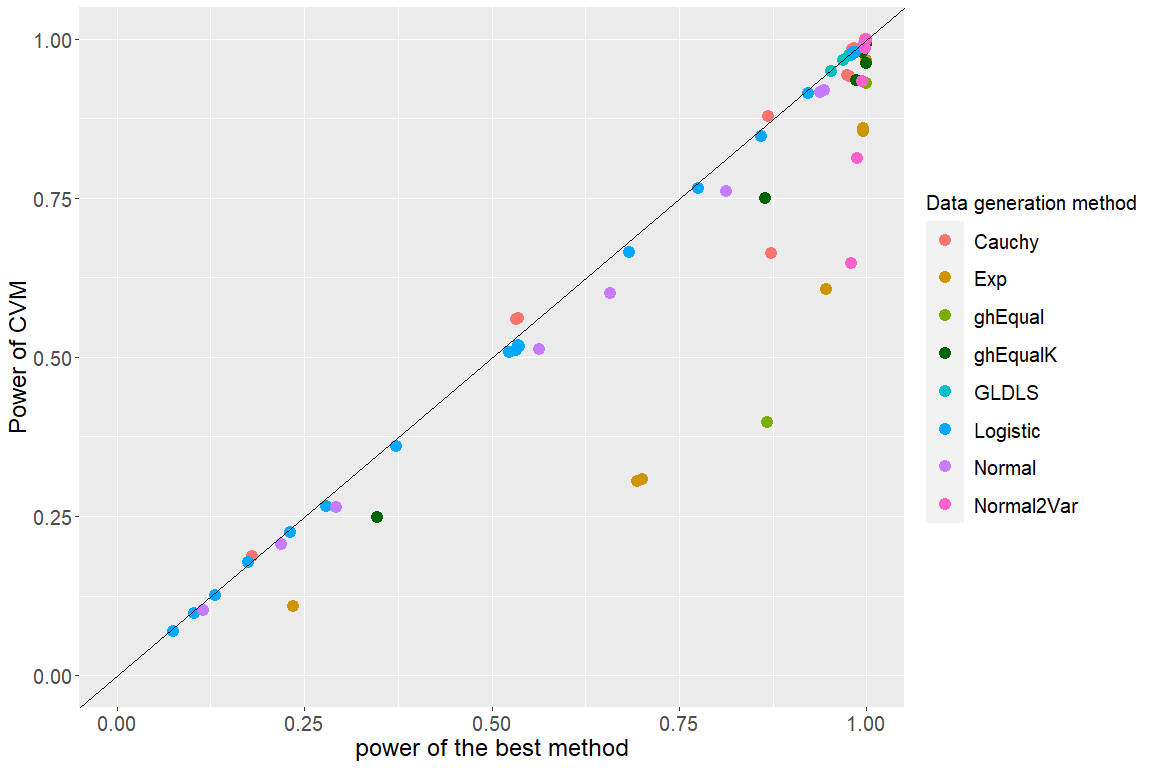 1.00
0.75
0.50
0.25
0.00
Power of CVM
0.00 0.25 0.50 0.75 1.00
power of the best method
Data generation method
Cauchy
Exp
ghEqual
ghEqualK
GLDLS
Logistic
Normal
Normal2Var